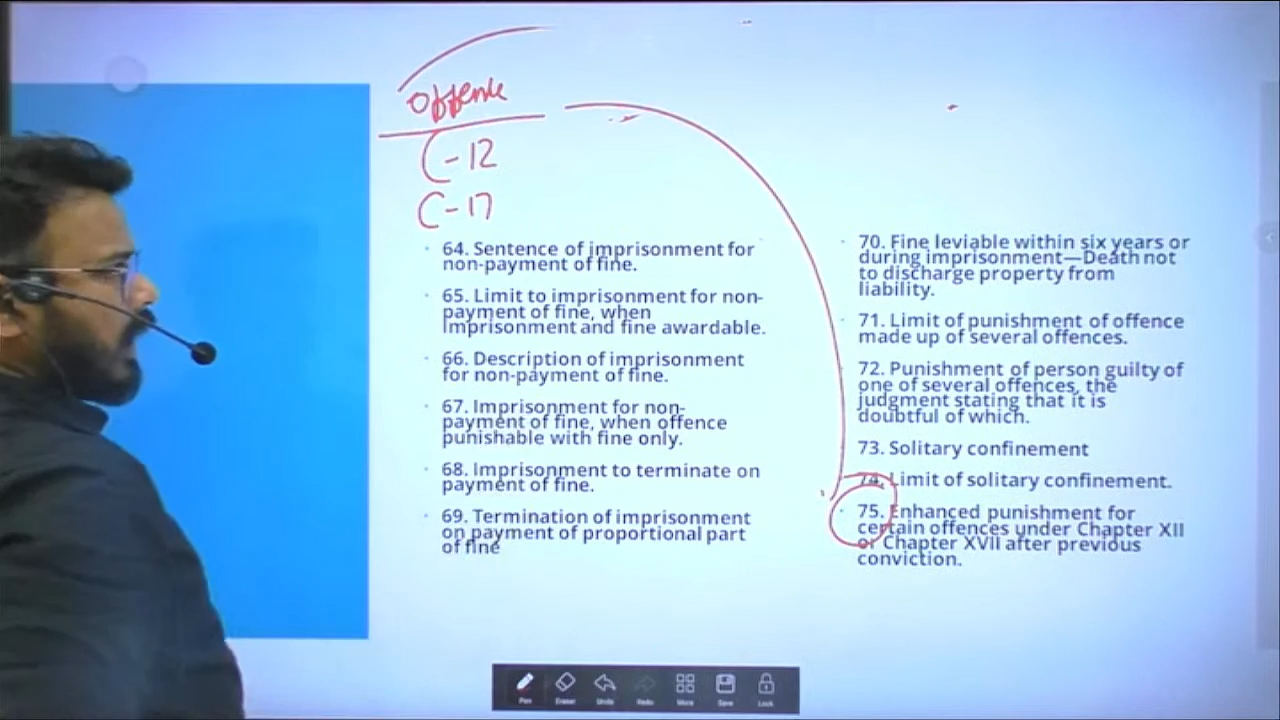 Offence
C-12
C-17
64. Sentence of imprisonment for
non-payment of fine.
65. Limit to imprisonment for non-
payment of fine, when
imprisonment and fine awardable.
66. Description of imprisonment
for non-payment of fine.
67. Imprisonment for non-
payment of fine, when offence
punishable with fine only.
68. Imprisonment to terminate on
payment of fine.
69. Termination of imprisonment
on payment of proportional part
of fine
70. Fine leviable within six years or
during imprisonment—Death not
to discharge property from
liability.
71. Limit of punishment of offence
made up of several offences.
72. Punishment of person guilty of
one of several offences, the
judgment stating that it is
doubtful of which.
73. Solitary confinement
74. Limit of solitary confinement.
75. Enhanced punishment for
certain offences under Chapter XII
or Chapter XVII after previous
conviction.
Pen Eraser Undo Redo More Save Lock